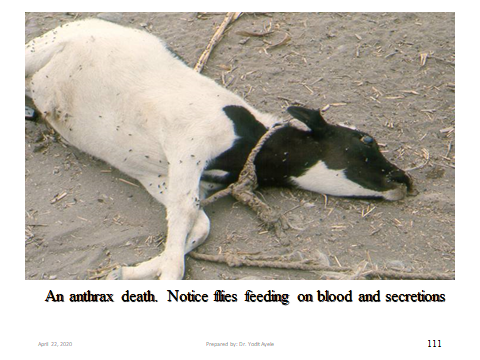 An anthrax death. Notice flies feeding on blood and secretions
April 22, 2020 Prepared by: Dr. Yodit Ayele 111